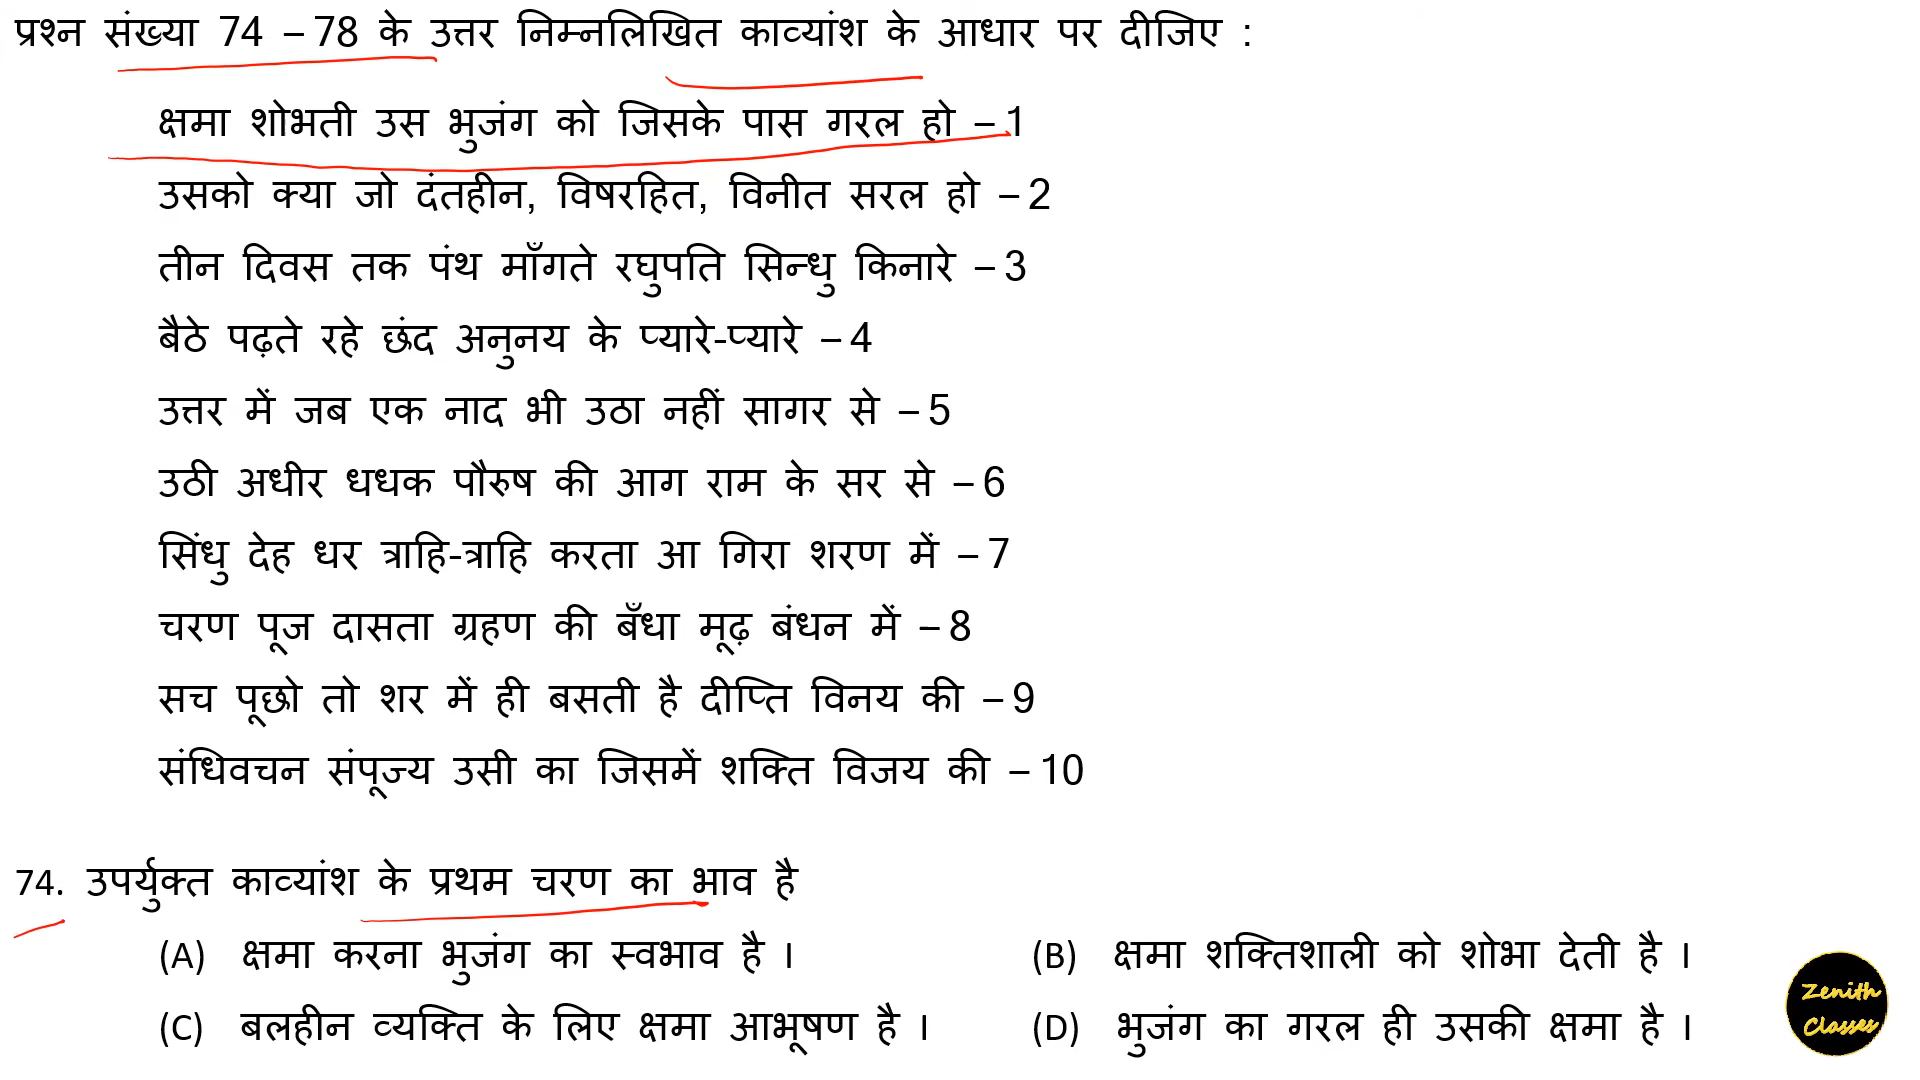 प्रश्न संख्या 74 – 78 के उत्तर निम्नलिखित काव्यांश के आधार पर दीजिए :
क्षमा शोभती उस भुजंग को जिसके पास गरल हो – 1
उसको क्या जो दंतहीन, विषरहित, विनीत सरल हो – 2
तीन दिवस तक पंथ माँगते रघुपति सिन्धु किनारे – 3
बैठे पढ़ते रहे छंद अनुनय के प्यारे-प्यारे – 4
उत्तर में जब एक नाद भी उठा नहीं सागर से – 5
उठी अधीर धधक पौरुष की आग राम के सर से – 6
सिंधु देह धर त्राहि-त्राहि करता आ गिरा शरण में – 7
चरण पूज दासता ग्रहण की बँधा मूढ़ बंधन में – 8
सच पूछो तो शर में ही बसती है दीप्ति विनय की – 9
संधिवचन संपूज्य उसी का जिसमें शक्ति विजय की – 10
74. उपर्युक्त काव्यांश के प्रथम चरण का भाव है
(A) क्षमा करना भुजंग का स्वभाव है । (B) क्षमा शक्तिशाली को शोभा देती है ।
(C) बलहीन व्यक्ति के लिए क्षमा आभूषण है । (D) भुजंग का गरल ही उसकी क्षमा है ।
Zenith
Classes